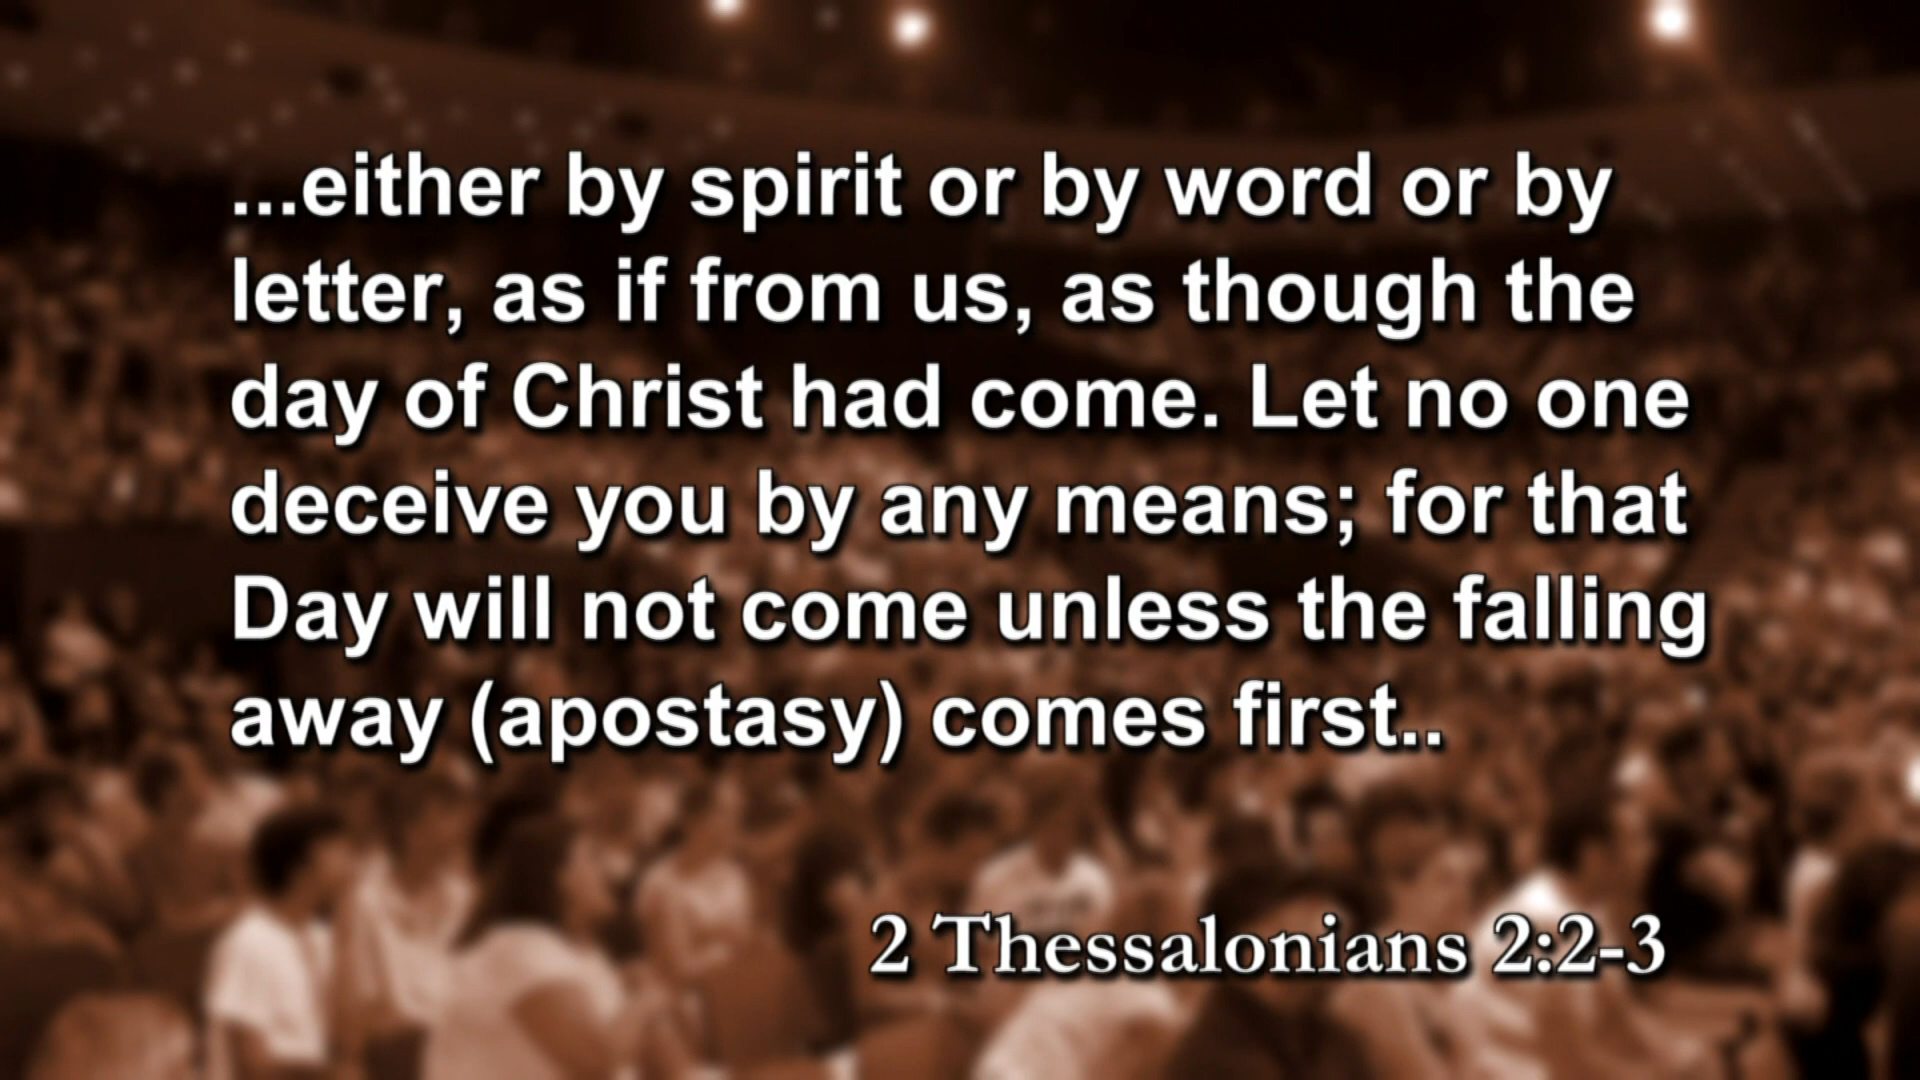 ...either by spirit or by word or by
letter, as if from us, as though the
day of Christ had come. Let no one
deceive you by any means; for that
Day will not come unless the falling
away (apostasy) comes first..
2 Thessalonians 2:2-3